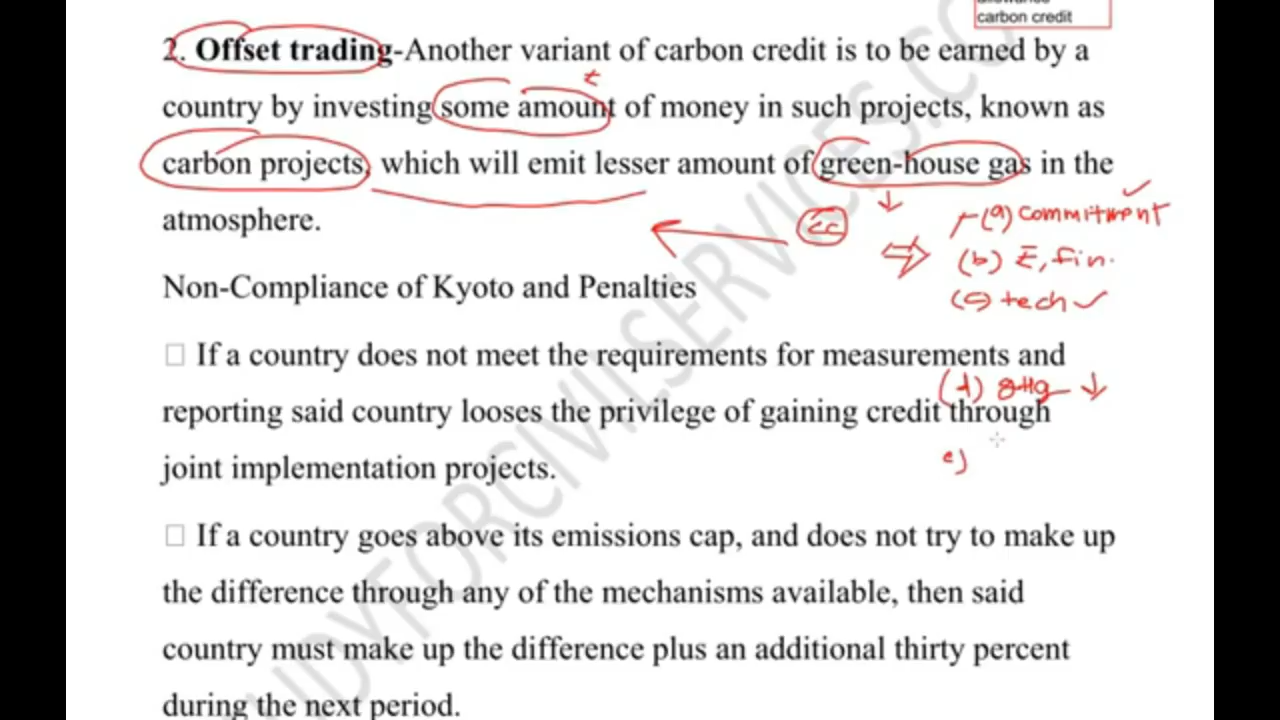 carbon credit
2. Offset trading-Another variant of carbon credit is to be earned by a
t
country by investing some amount of money in such projects, known as
carbon projects, which will emit lesser amount of green-house gas in the
atmosphere.
cc
(a) commitment
(b) E, fin.
(c) tech
Non-Compliance of Kyoto and Penalties
If a country does not meet the requirements for measurements and
(d) gHg
reporting said country looses the privilege of gaining credit through
e)
joint implementation projects.
If a country goes above its emissions cap, and does not try to make up
the difference through any of the mechanisms available, then said
country must make up the difference plus an additional thirty percent
during the next period.